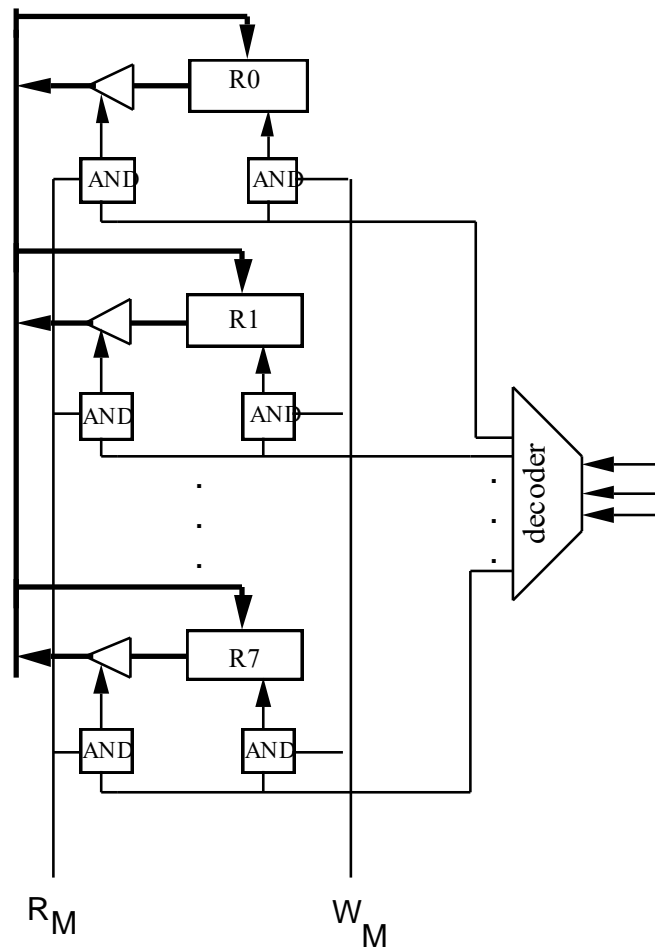 R0
AND
AND
R1
AND
AND
decoder
R7
AND
AND
R_M
W_M